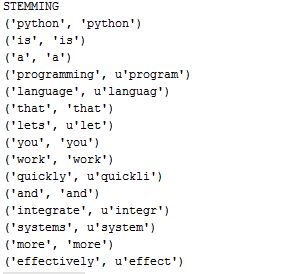 STEMMING
('python', 'python')
('is', 'is')
('a', 'a')
('programming', u'program')
('language', u'languag')
('that', 'that')
('lets', u'let')
('you', 'you')
('work', 'work')
('quickly', u'quickli')
('and', 'and')
('integrate', u'integr')
('systems', u'system')
('more', 'more')
('effectively', u'effect')